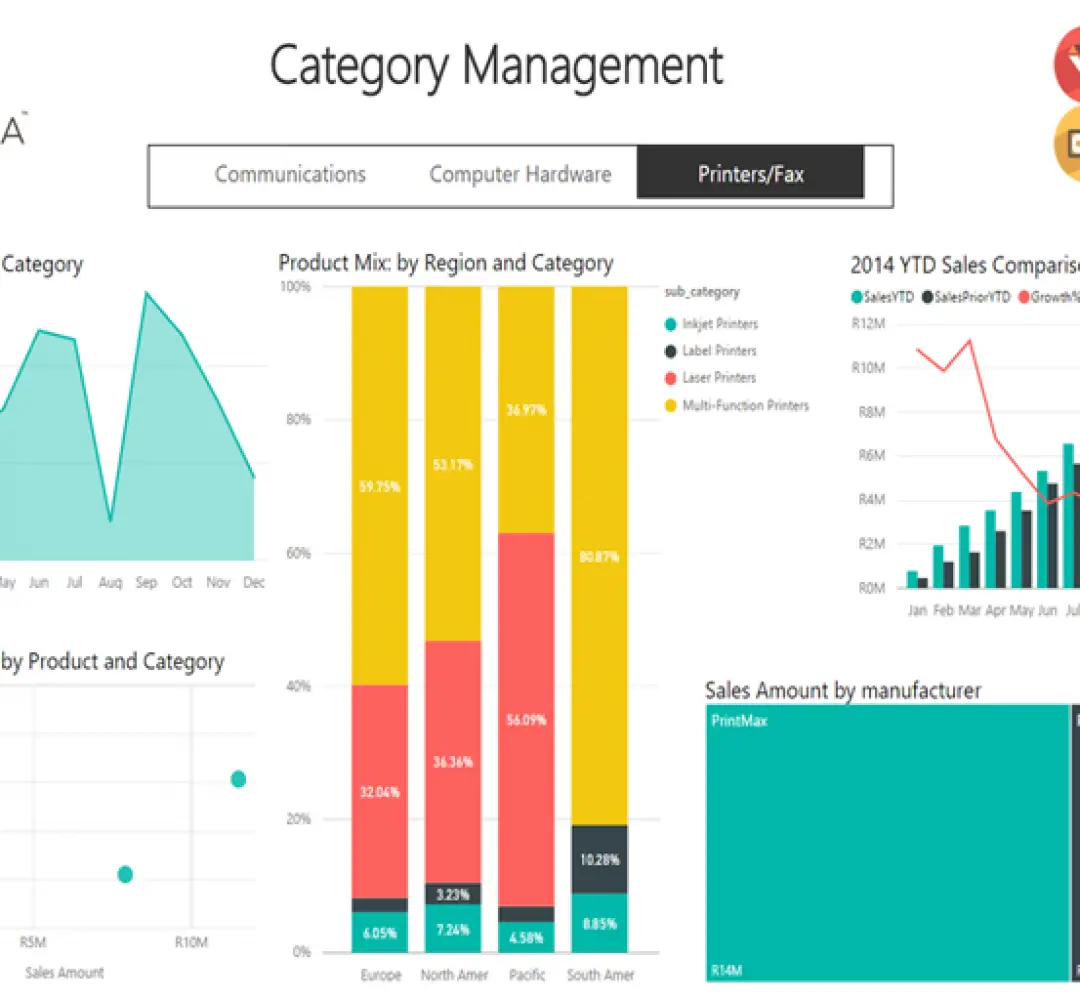 Category Management
A™
Communications Computer Hardware Printers/Fax
Category
May Jun Jul Aug Sep Oct Nov Dec
Product Mix: by Region and Category
100%
80%
60%
40%
20%
0%
59.75%
32.04%
6.05%
53.17%
36.36%
3.23%
7.24%
36.97%
56.09%
4.58%
80.87%
10.28%
8.85%
Europe North Amer Pacific South Amer
sub_category
Inkjet Printers
Label Printers
Laser Printers
Multi-Function Printers
2014 YTD Sales Comparis
SalesYTD SalesPriorYTD Growth%
R12M
R10M
R8M
R6M
R4M
R2M
R0M
Jan Feb Mar Apr May Jun Jul
by Product and Category
R5M R10M
Sales Amount
Sales Amount by manufacturer
PrintMax
R14M